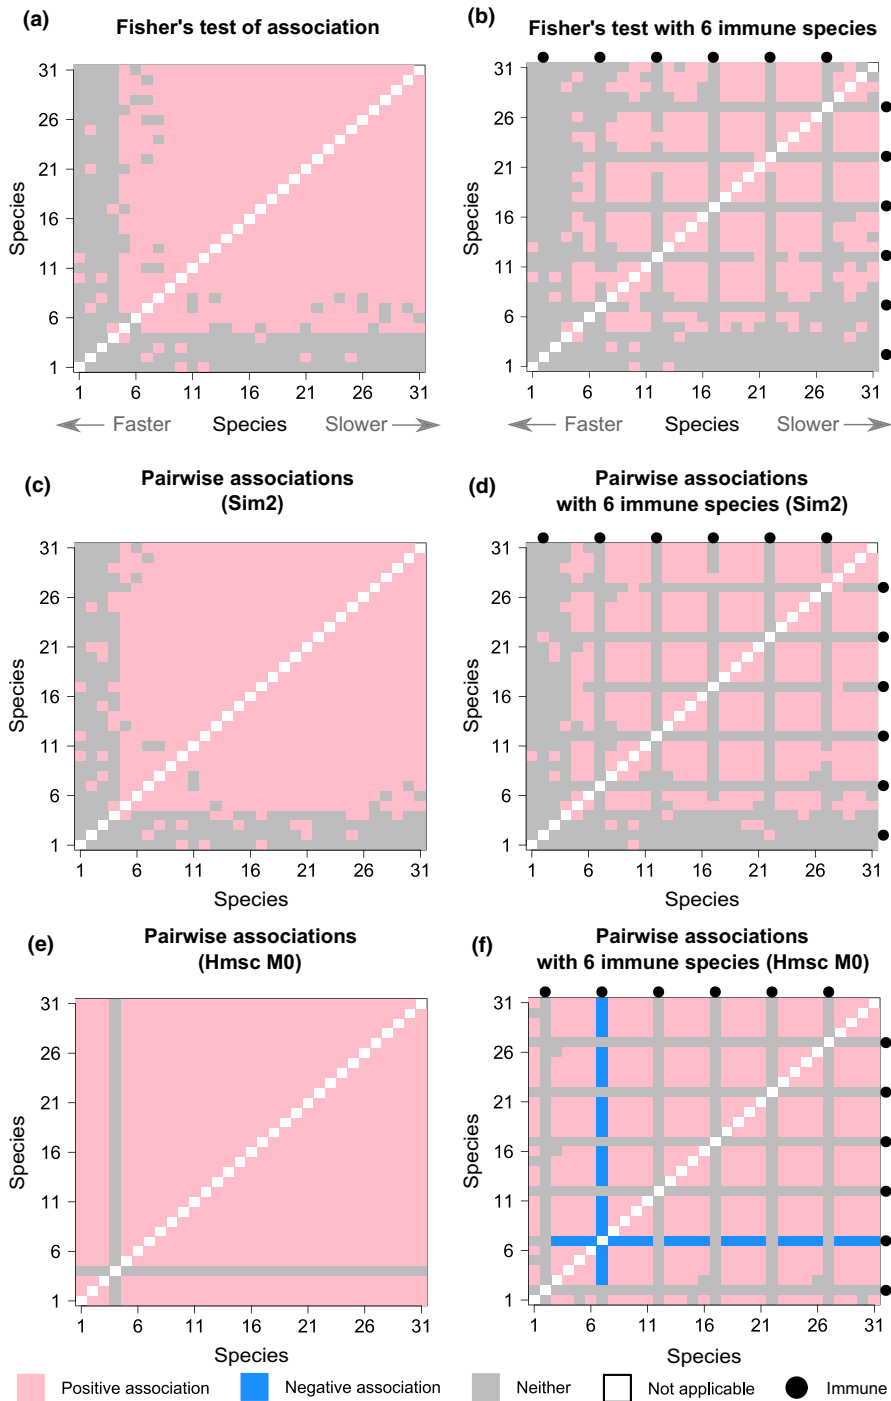 (a) Fisher's test of association
(b) Fisher's test with 6 immune species
31
26
21
16
11
6
1
Species
1 6 11 16 21 26 31
Faster Species Slower
31
26
21
16
11
6
1
Species
1 6 11 16 21 26 31
Faster Species Slower
(c) Pairwise associations
(Sim2)
(d) Pairwise associations
with 6 immune species (Sim2)
31
26
21
16
11
6
1
Species
1 6 11 16 21 26 31
Species
31
26
21
16
11
6
1
Species
1 6 11 16 21 26 31
Species
(e) Pairwise associations
(Hmsc M0)
(f) Pairwise associations
with 6 immune species (Hmsc M0)
31
26
21
16
11
6
1
Species
1 6 11 16 21 26 31
Species
31
26
21
16
11
6
1
Species
1 6 11 16 21 26 31
Species
Positive association Negative association Neither Not applicable Immune